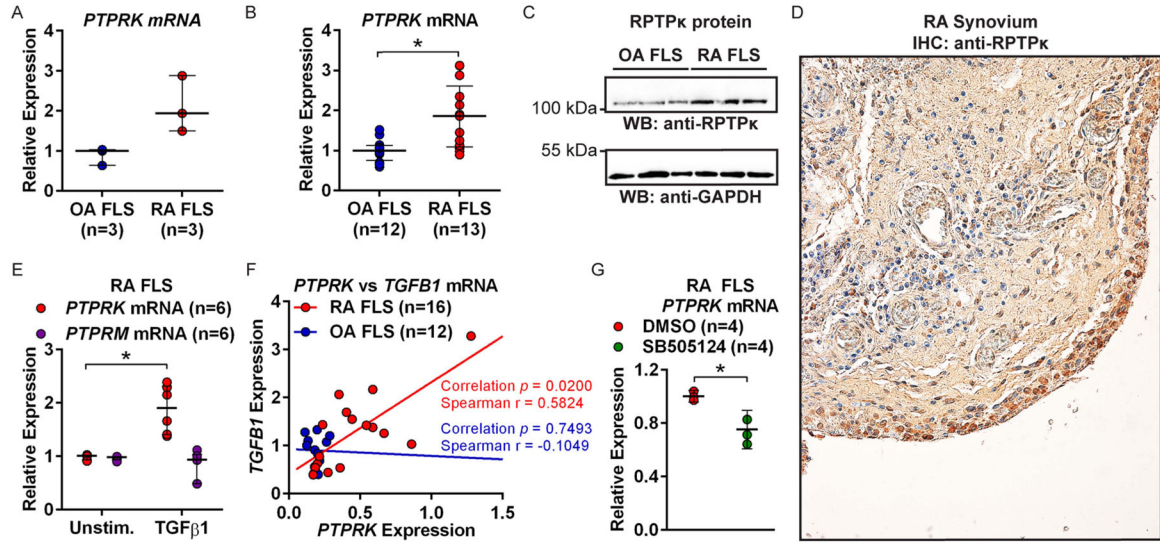 A
PTPRK mRNA
Relative Expression
4
3
2
1
0
OA FLS
(n=3)
RA FLS
(n=3)
B
PTPRK mRNA
*
Relative Expression
4
3
2
1
0
OA FLS
(n=12)
RA FLS
(n=13)
C
RPTPκ protein
OA FLS RA FLS
100 kDa
WB: anti-RPTPκ
55 kDa
WB: anti-GAPDH
D
RA Synovium
IHC: anti-RPTPκ
E
RA FLS
PTPRK mRNA (n=6)
PTPRM mRNA (n=6)
*
Relative Expression
3
2
1
0
Unstim.
TGFβ1
F
PTPRK vs TGFB1 mRNA
RA FLS (n=16)
OA FLS (n=12)
TGFB1 Expression
4
3
2
1
0
Correlation p = 0.0200
Spearman r = 0.5824
Correlation p = 0.7493
Spearman r = -0.1049
0.0 0.5 1.0 1.5
PTPRK Expression
G
RA FLS
PTPRK mRNA
DMSO (n=4)
SB505124 (n=4)
*
Relative Expression
1.2
0.8
0.4
0.0